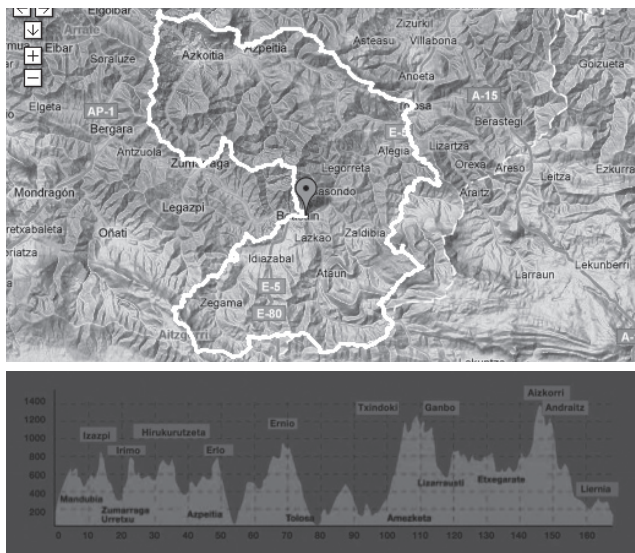 Elgoibar
Zizurkil
Arrate
Azpeitia
Asteasu
Villabona
Eibar
Soraluze
Azkoitia
Goizueta
Anoeta
A-15
Elgeta
AP-1
Berastegi
Bergara
E-5
Antzuola
Alegia
Lizartza
Zumarraga
Legorreta
Orexa
Areso
Ezkurra
Leitza
Mondragón
Araitz
Legazpi
Beasain
Oñati
Lazkao
Zaldibia
Idiazabal
Ataun
Lekunberri
Larraun
E-5
Zegama
E-80
Aitzgorri
A-
1400
1200
1000
800
600
400
200
Izazpi
Irimo
Hirukurutzeta
Erlo
Ernio
Txindoki
Ganbo
Aizkorri
Andraitz
Mandubia
Zumarraga
Urretxu
Azpeitia
Tolosa
Amezketa
Lizarrausti
Etxegarate
Liernia
0 10 20 30 40 50 60 70 80 90 100 110 120 130 140 150 160